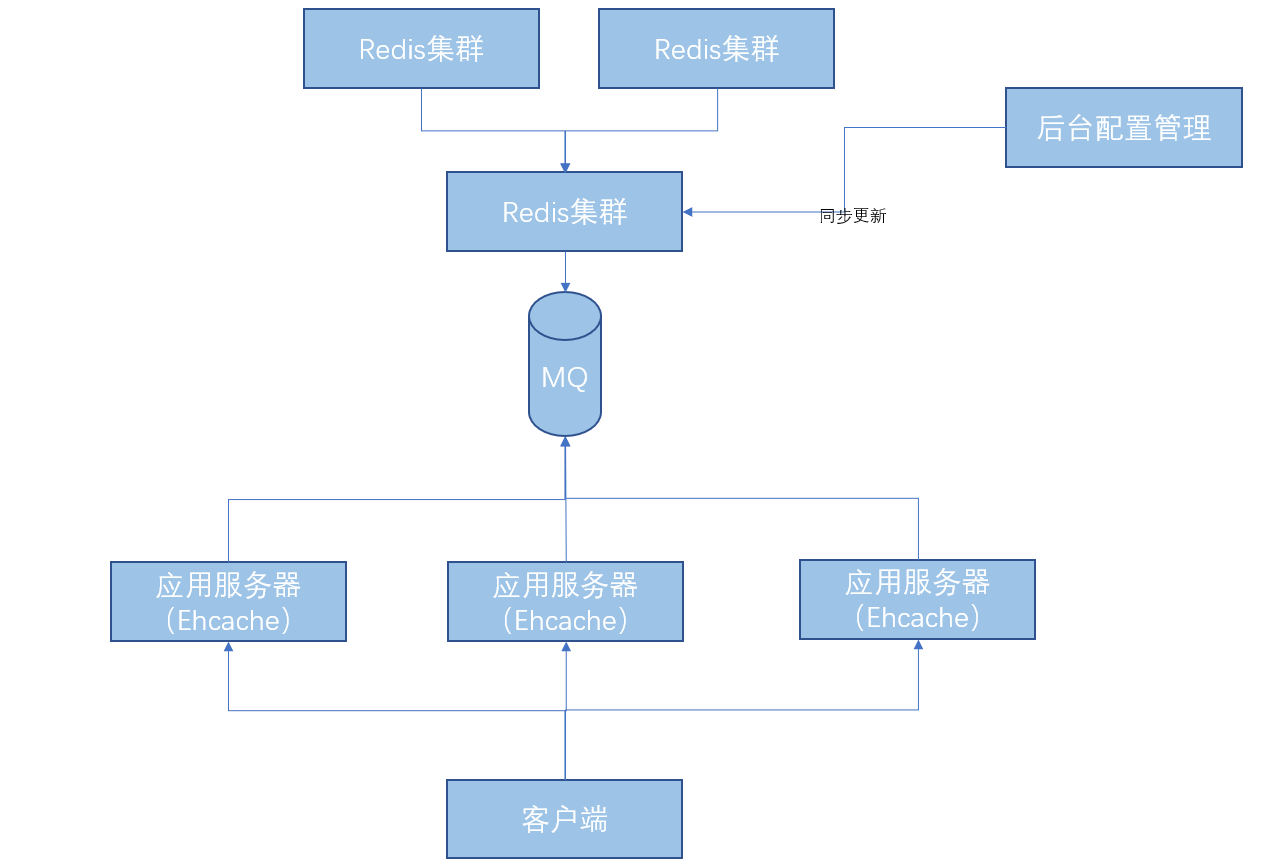 Redis集群
Redis集群
后台配置管理
Redis集群
同步更新
MQ
应用服务器
（Ehcache）
应用服务器
（Ehcache）
应用服务器
（Ehcache）
客户端